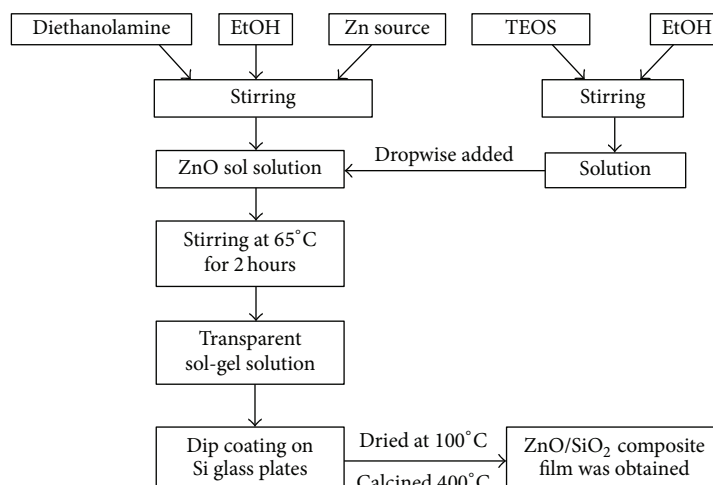 Diethanolamine
EtOH
Zn source
TEOS
EtOH
Stirring
Stirring
ZnO sol solution
Dropwise added
Solution
Stirring at 65°C
for 2 hours
Transparent
sol-gel solution
Dip coating on
Si glass plates
Dried at 100°C
Calcined 400°C
ZnO/SiO₂ composite
film was obtained